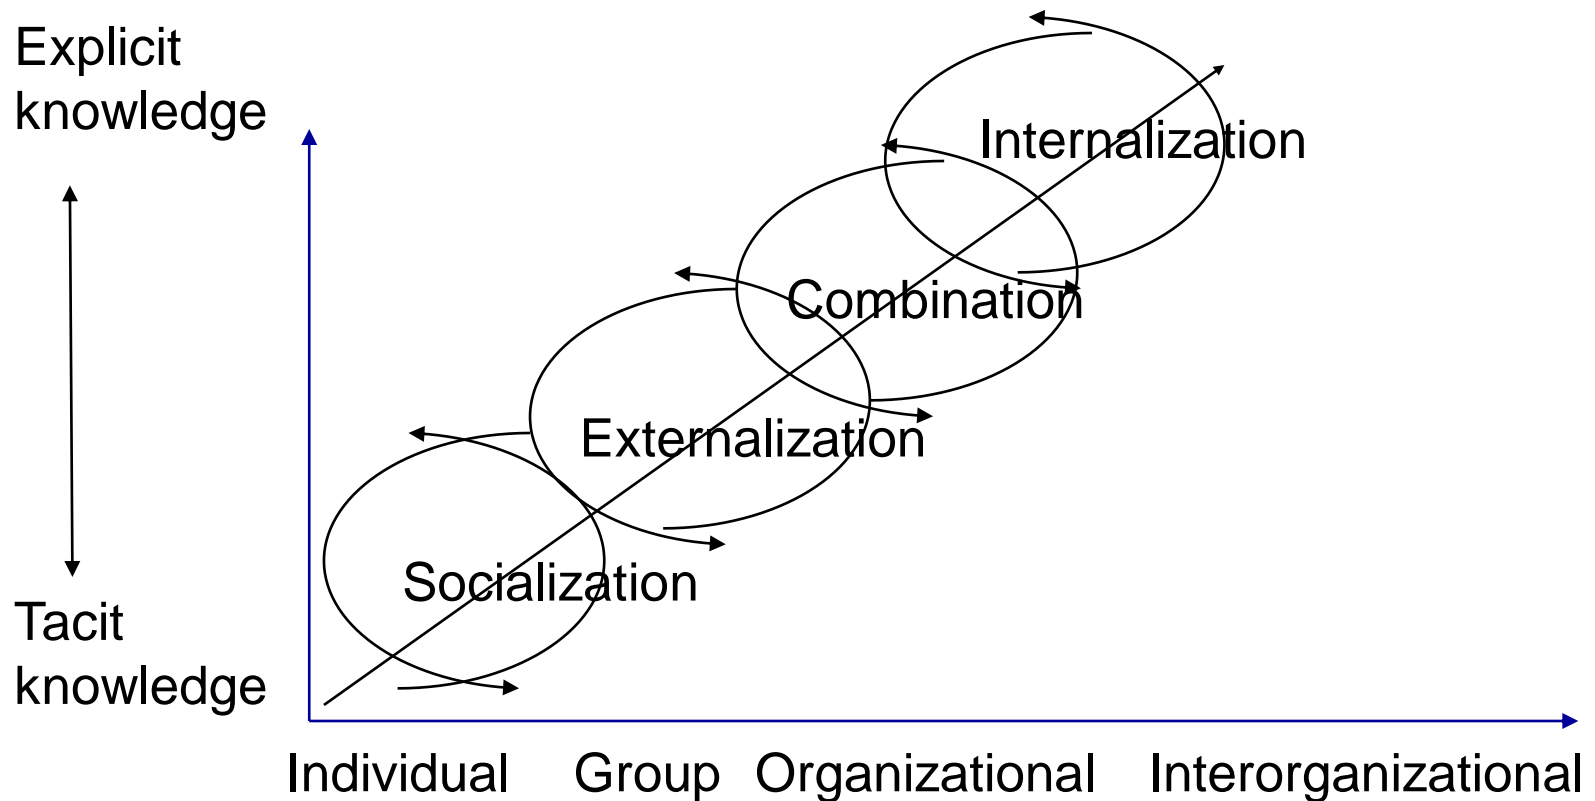 Explicit
knowledge
Internalization
Combination
Externalization
Socialization
Tacit
knowledge
Individual Group Organizational Interorganizational